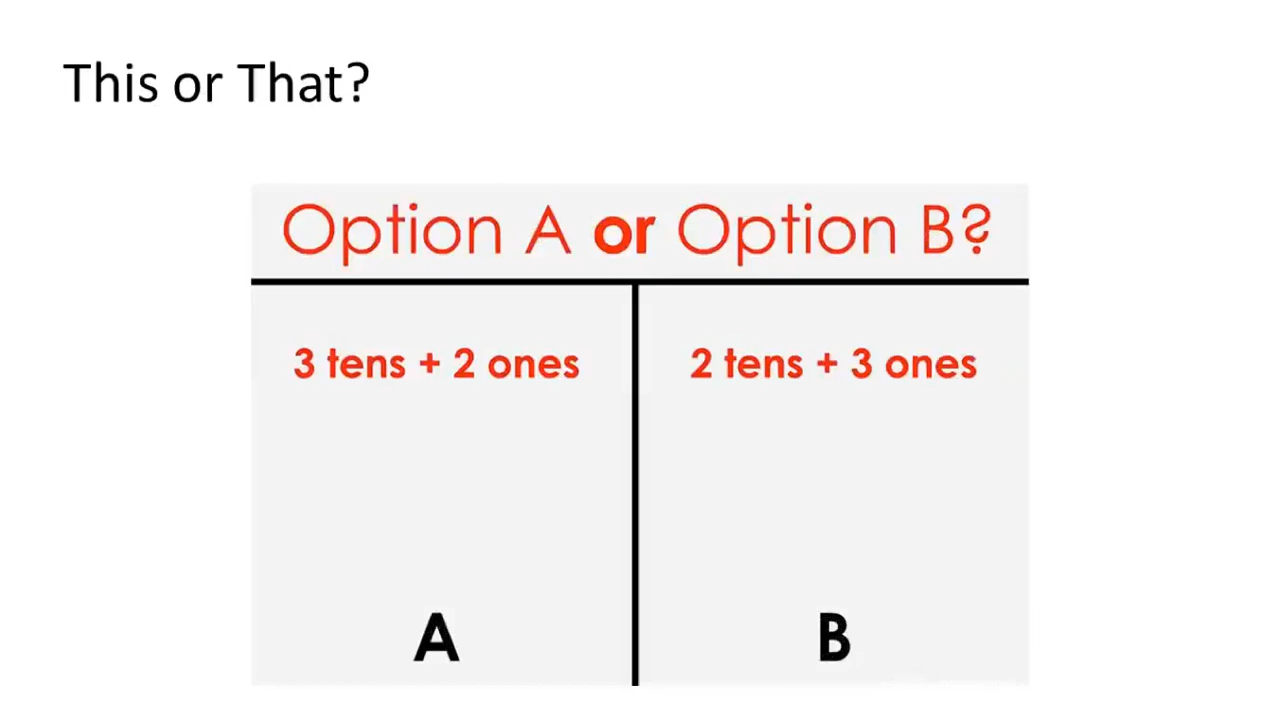 This or That?
Option A or Option B?
3 tens + 2 ones
2 tens + 3 ones
A
B